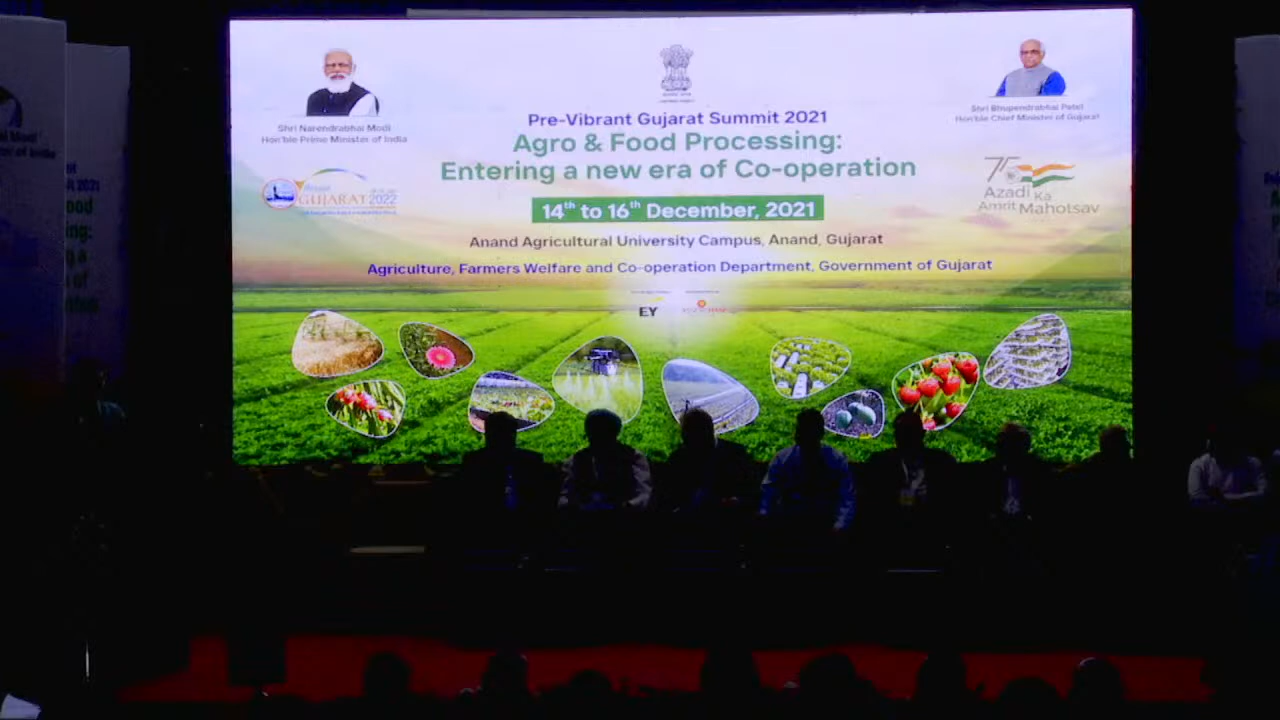 Shri Narendrabhai Modi
Hon'ble Prime Minister of India
Shri Bhupendrabhai Patel
Hon'ble Chief Minister of Gujarat
Pre-Vibrant Gujarat Summit 2021
Agro & Food Processing:
Entering a new era of Co-operation
GUJARAT 2022
75
Azadi Ka
Amrit Mahotsav
14th to 16th December, 2021
Anand Agricultural University Campus, Anand, Gujarat
Agriculture, Farmers Welfare and Co-operation Department, Government of Gujarat
EY